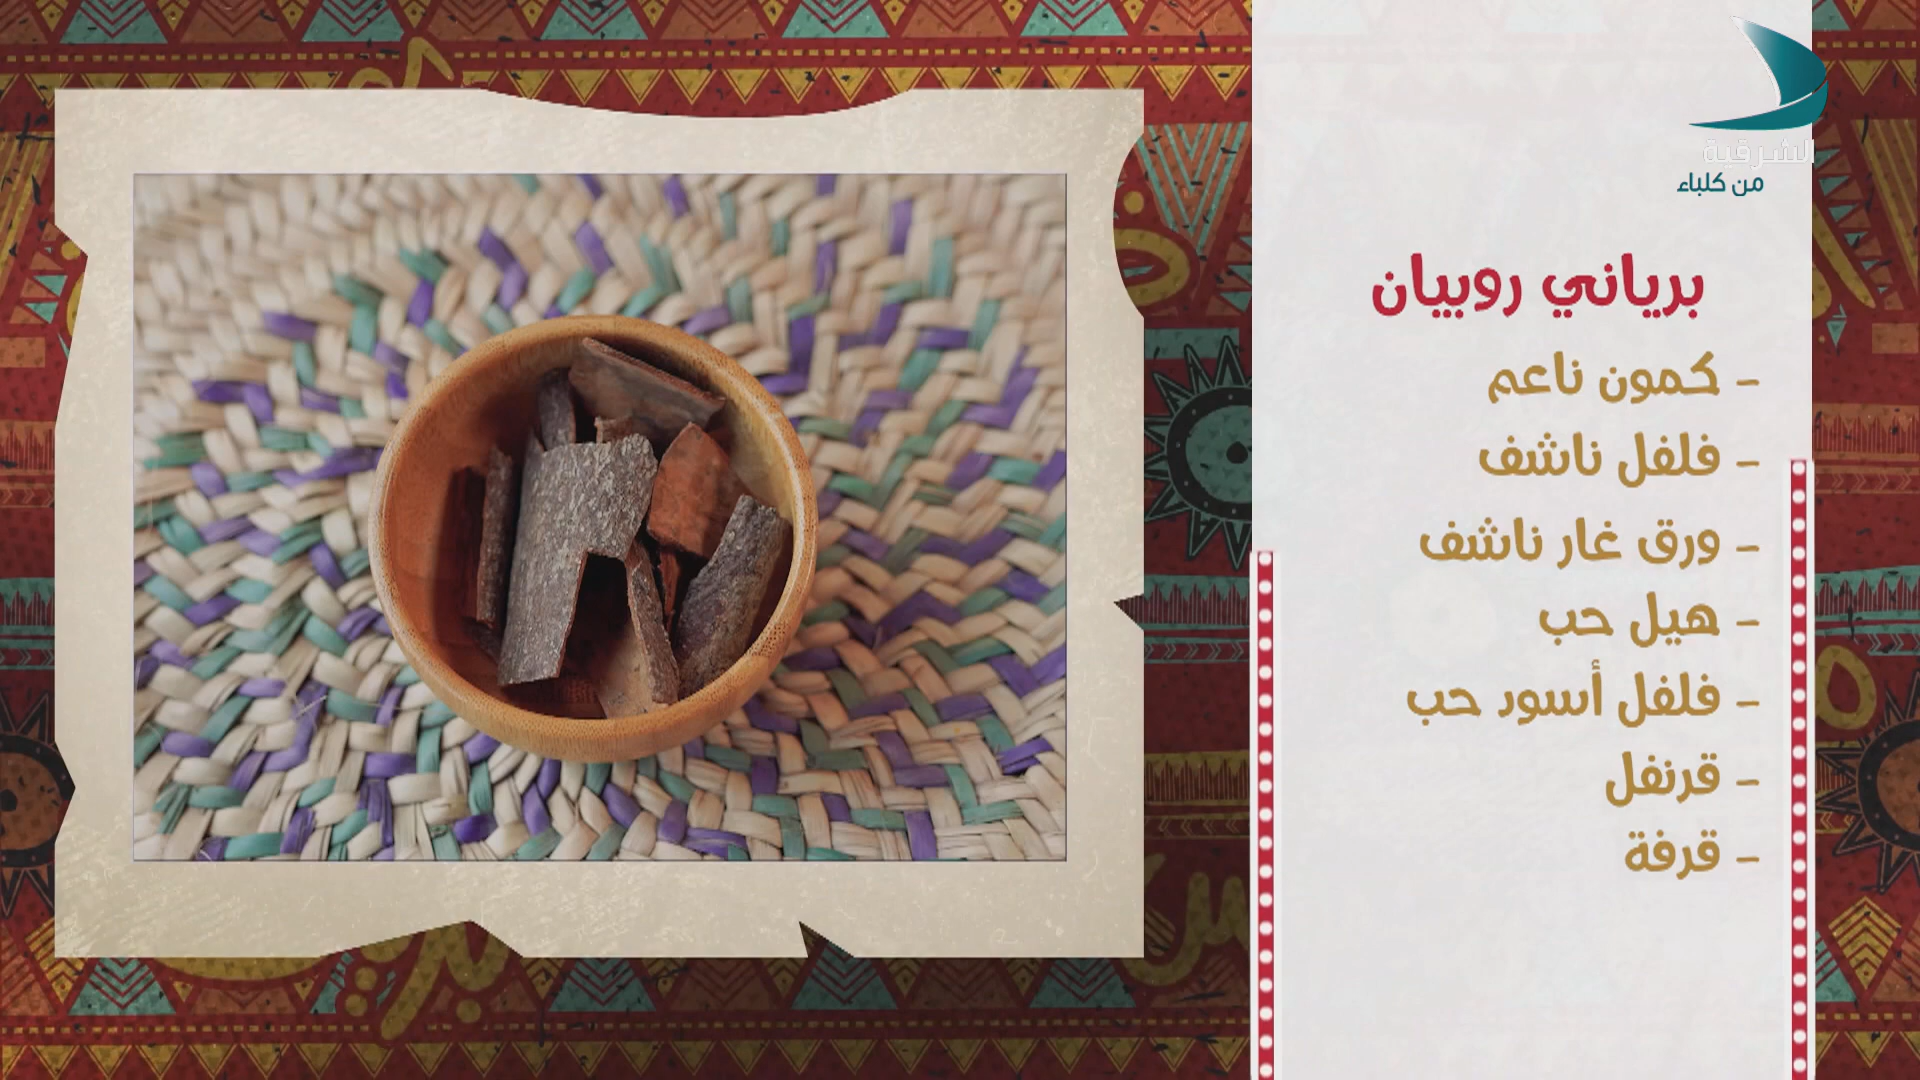 الشرقية
من كلباء
برياني روبيان
- كمون ناعم
- فلفل ناشف
- ورق غار ناشف
- هيل حب
- فلفل أسود حب
- قرنفل
- قرفة